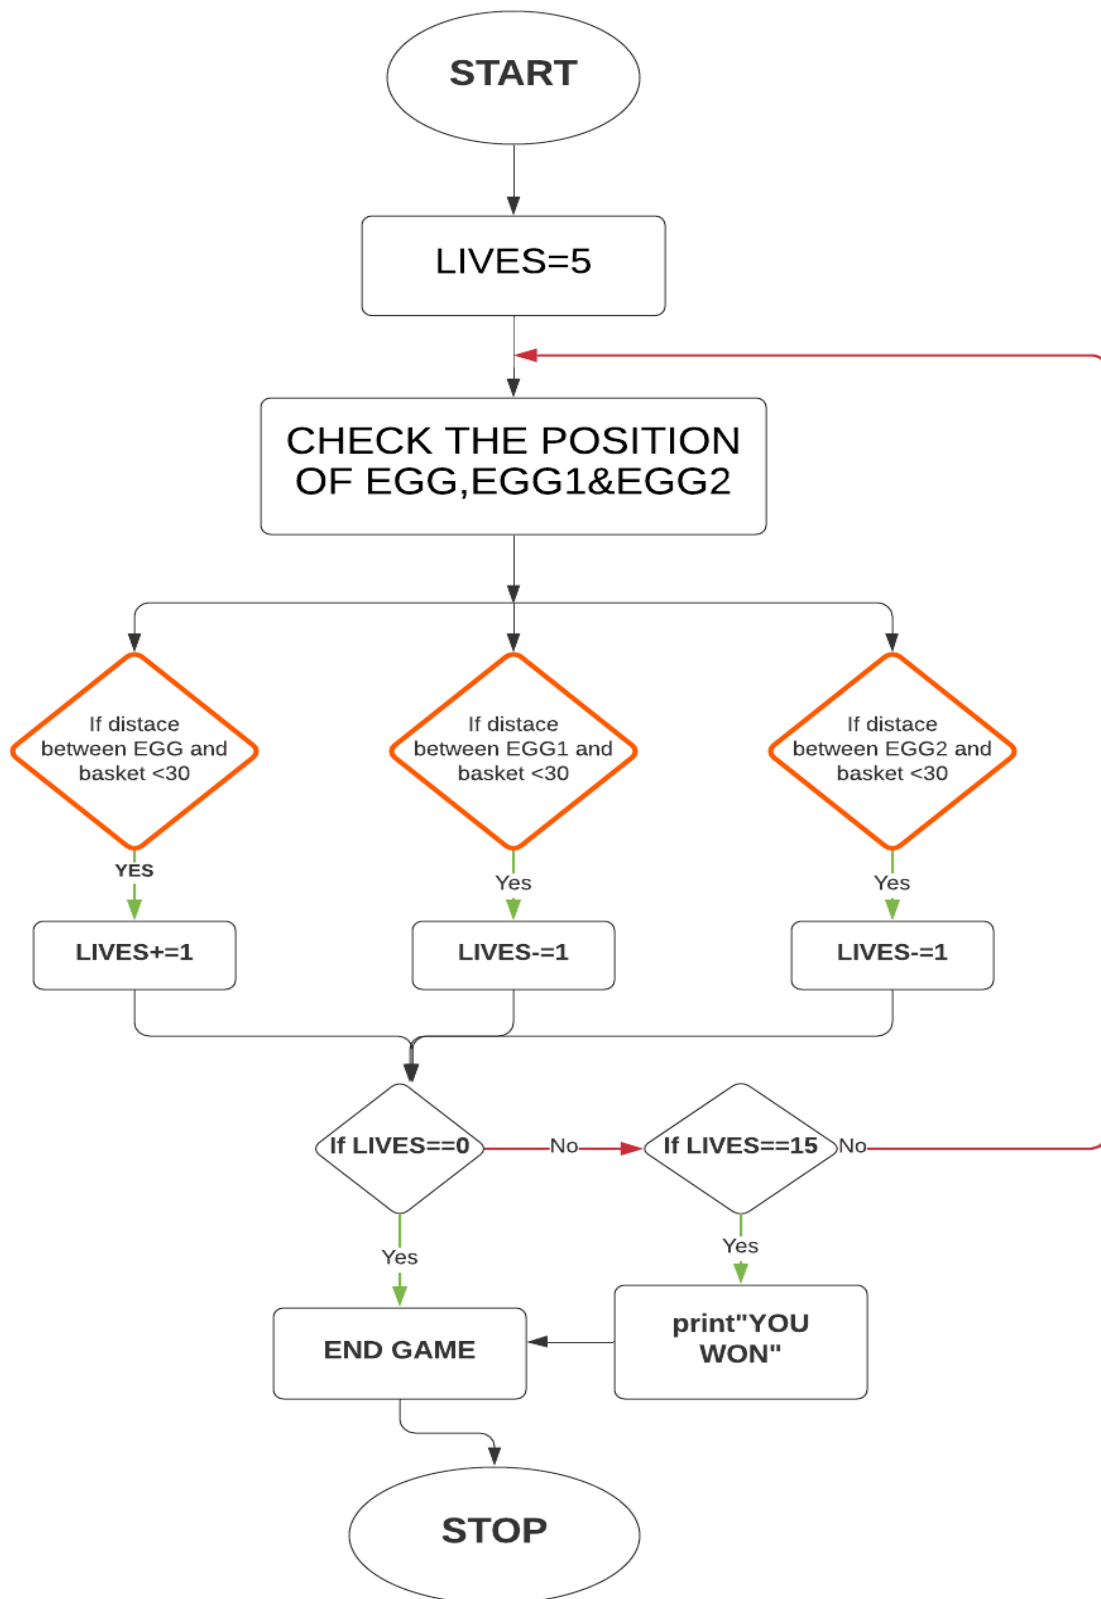 START
LIVES=5
CHECK THE POSITION
OF EGG,EGG1&EGG2
If distace
between EGG and
basket <30
If distace
between EGG1 and
basket <30
If distace
between EGG2 and
basket <30
YES
Yes
Yes
LIVES+=1
LIVES-=1
LIVES-=1
If LIVES==0
No
If LIVES==15
No
Yes
Yes
END GAME
print"YOU
WON"
STOP